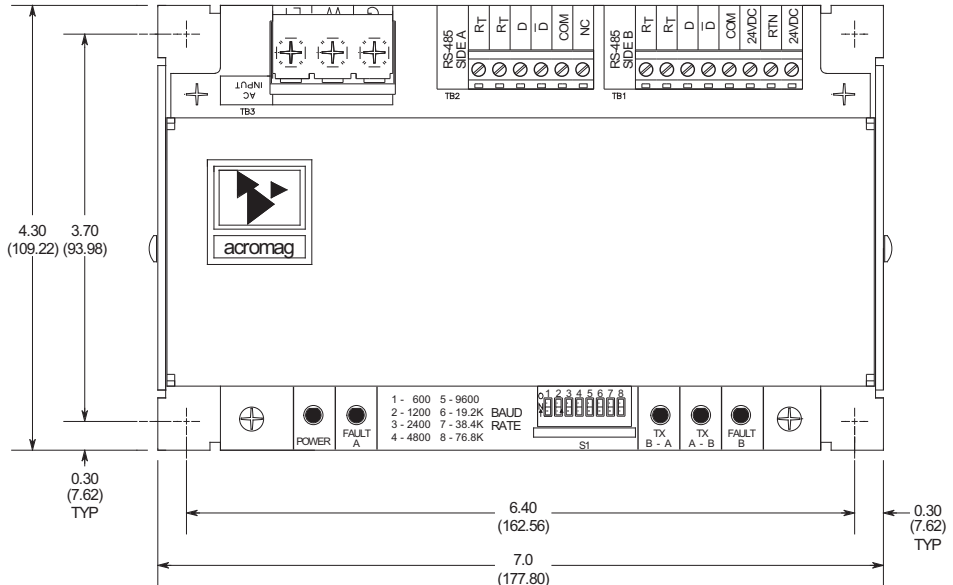 L1 W G
AC
INPUT
TB3
RS-485
SIDE A
RT
RT
D
D̅
COM
NC
TB2
RS-485
SIDE B
RT
RT
D
D̅
COM
24VDC
RTN
24VDC
TB1
acromag
4.30
(109.22)
3.70
(93.98)
POWER
FAULT
A
1 - 600 5 - 9600
2 - 1200 6 - 19.2K BAUD
3 - 2400 7 - 38.4K RATE
4 - 4800 8 - 76.8K
1 2 3 4 5 6 7 8
S1
TX
B - A
TX
A - B
FAULT
B
0.30
(7.62)
TYP
6.40
(162.56)
0.30
(7.62)
TYP
7.0
(177.80)